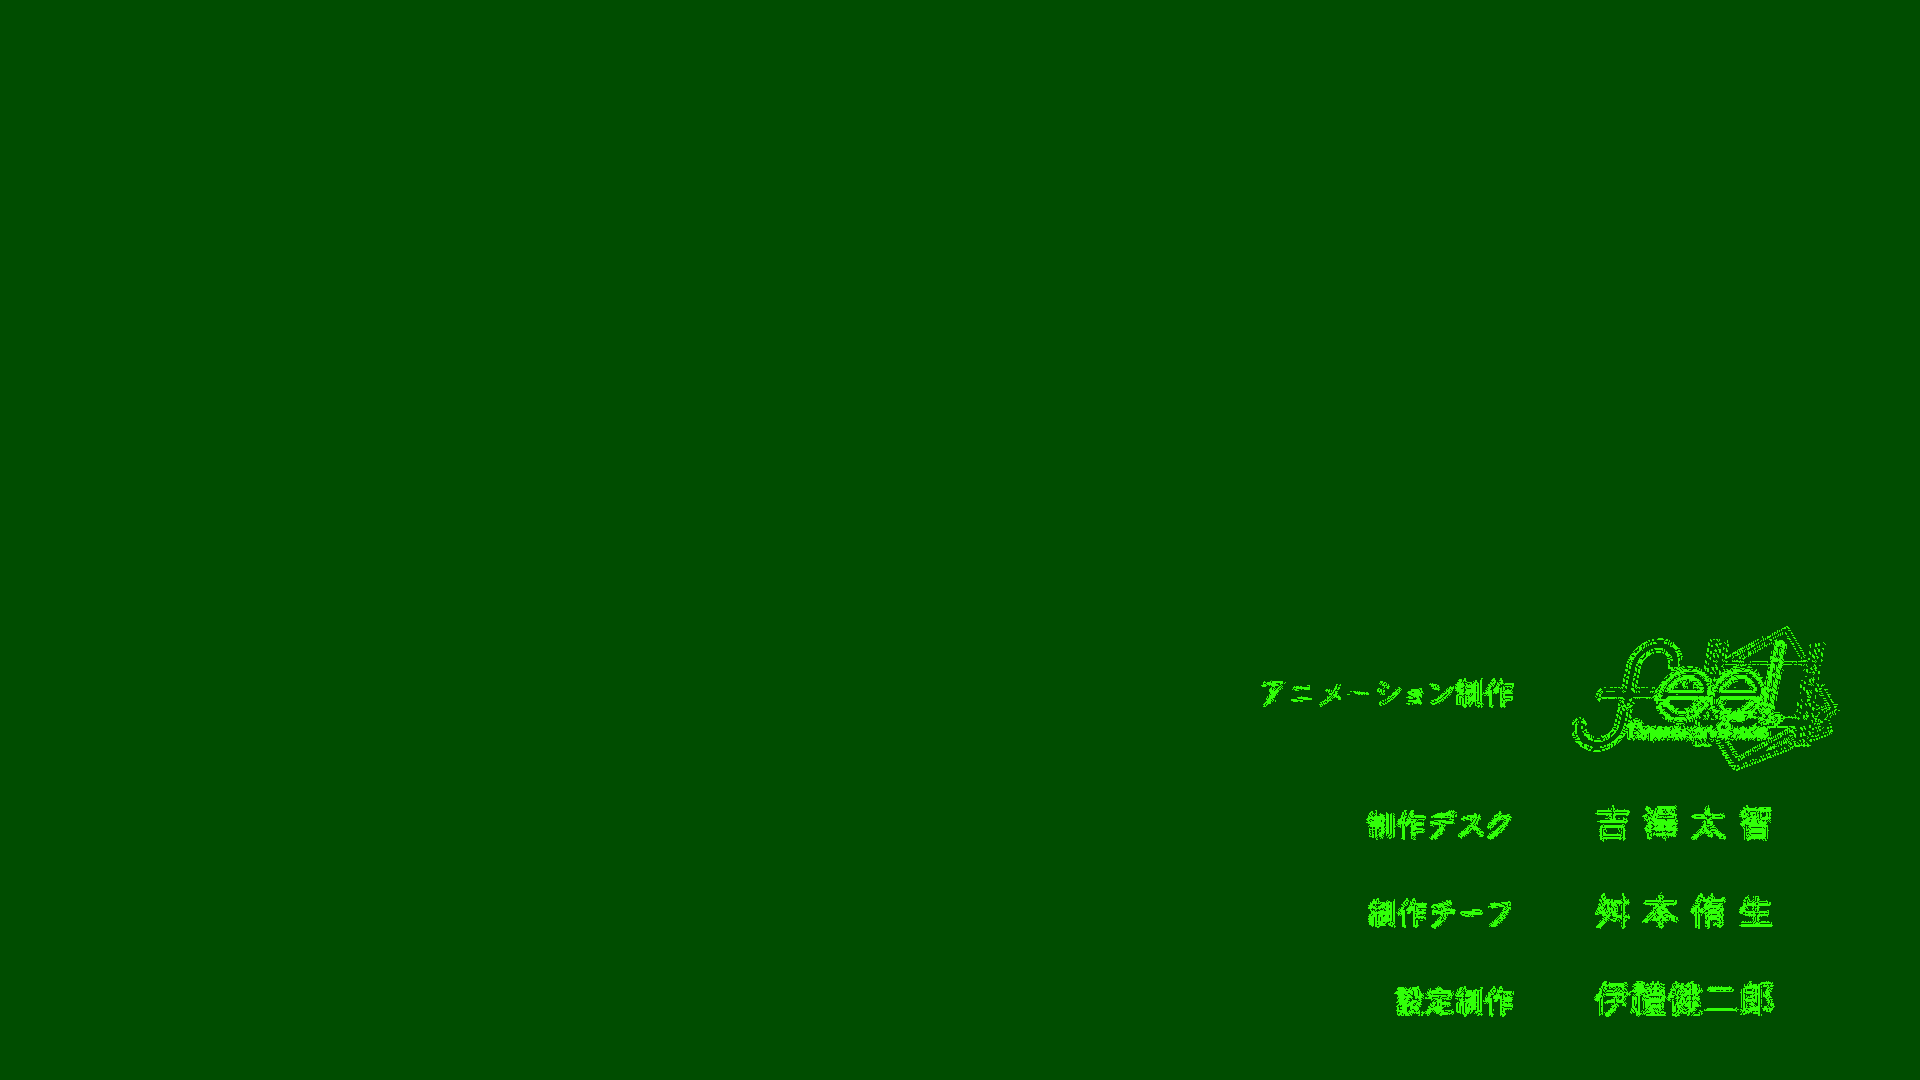 アニメーション制作 feel.
制作デスク 吉澤太智
制作チーフ 舛本侑生
設定制作 伊禮健二郎